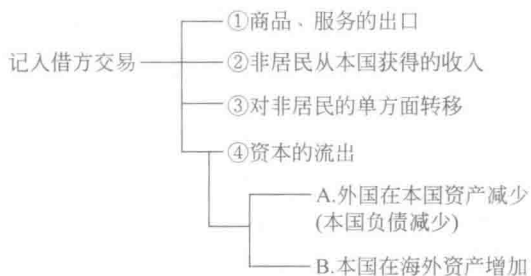 ①商品、服务的出口
记入借方交易
②非居民从本国获得的收入
③对非居民的单方面转移
④资本的流出
A.外国在本国资产减少
(本国负债减少)
B.本国在海外资产增加